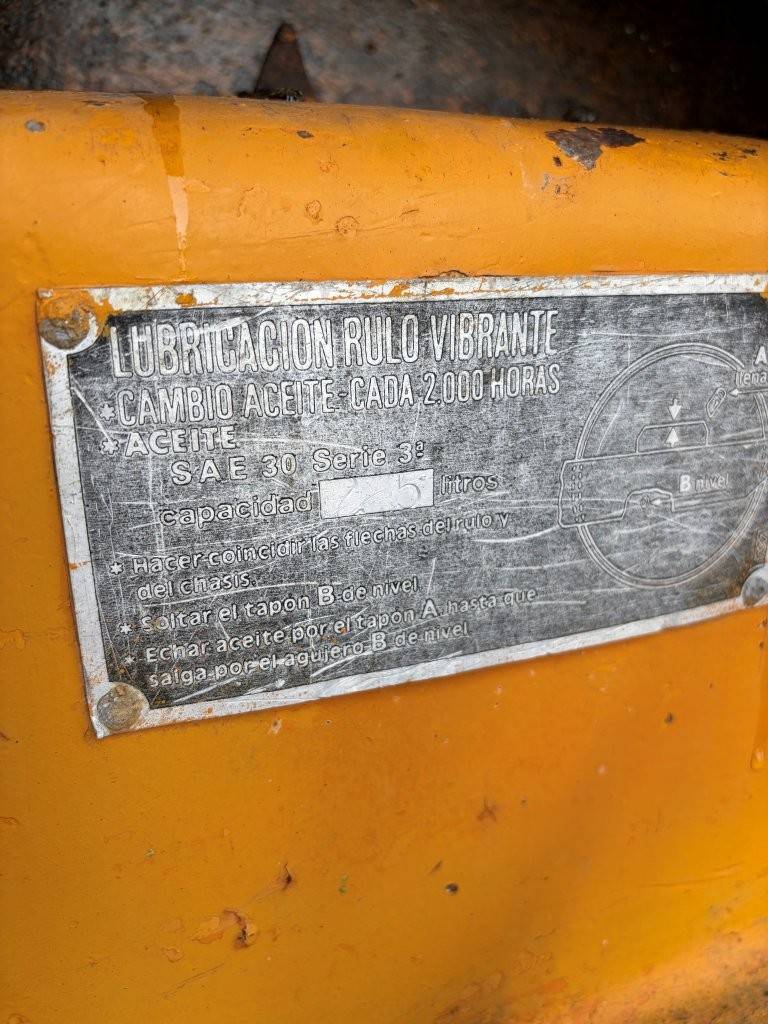 LUBRICACION RULO VIBRANTE
*CAMBIO ACEITE-CADA 2.000 HORAS
*ACEITE
SAE 30 Serie 3ª
capacidad litros
* Hacer coincidir las flechas del rulo y
del chasis.
* Soltar el tapón B de nivel
* Echar aceite por el tapón A, hasta que
salga por el agujero B de nivel
A
B nivel